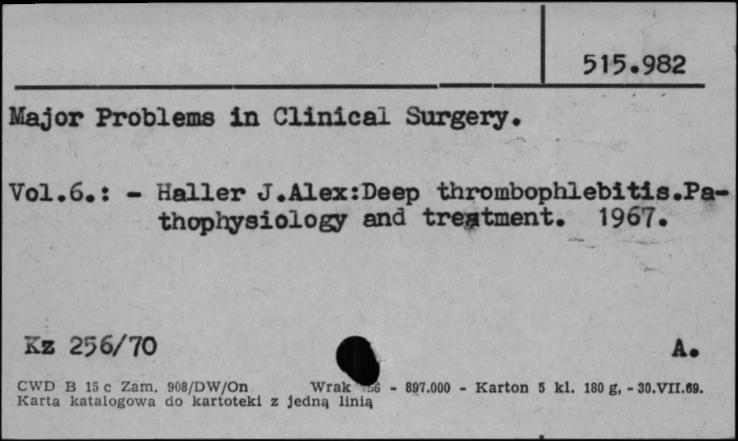 515.982
Major Problems in Clinical Surgery.
Vol.6.: - Haller J.Alex:Deep thrombophlebitis.Pa-
thophysiology and treatment. 1967.
Kz 256/70 A.
CWD B 15 c Zam. 908/DW/On Wrak - 897.000 - Karton 5 kl. 180 g, - 30.VII.69.
Karta katalogowa do kartoteki z jedną linią